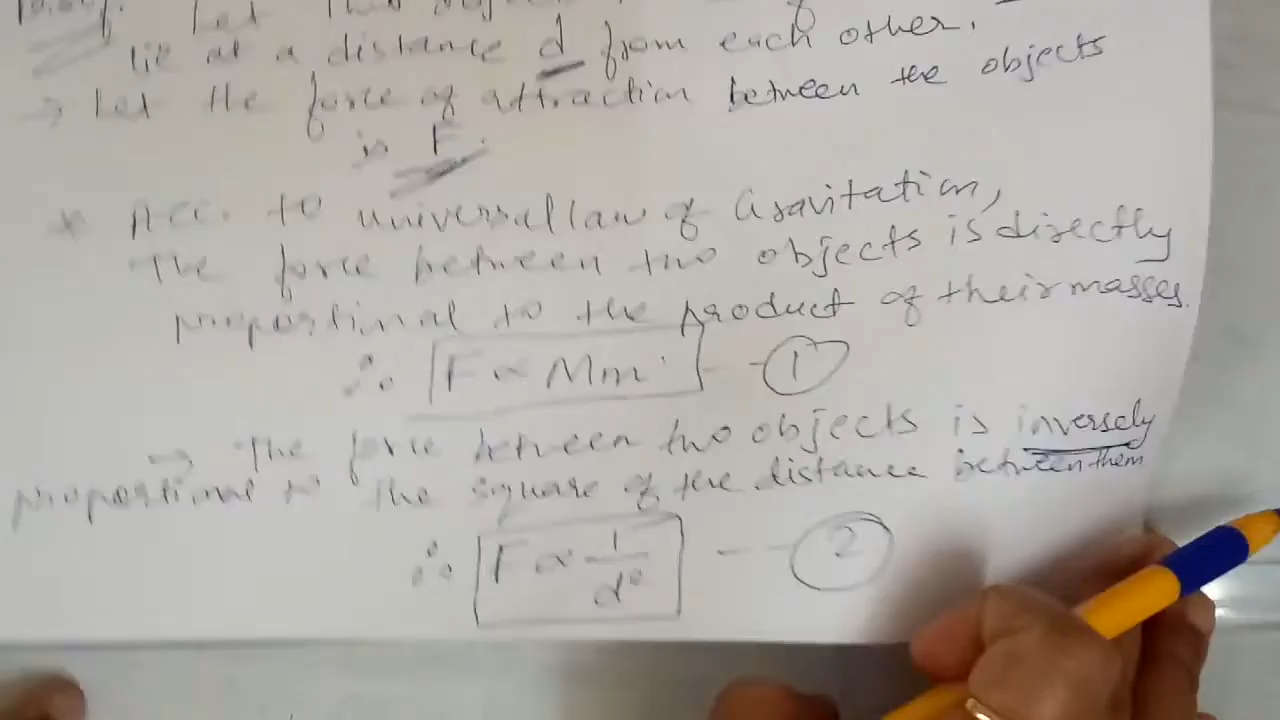 Let
lie at a distance d from each other.
→ Let the force of attraction between the objects
is F.
* Acc. to universal law of Gravitation,
The force between two objects is directly
proportional to the product of their masses.
∴ F ∝ Mm — 1
→ The force between two objects is inversely
proportional to the square of the distance between them
∴ F ∝ 1/d² — 2